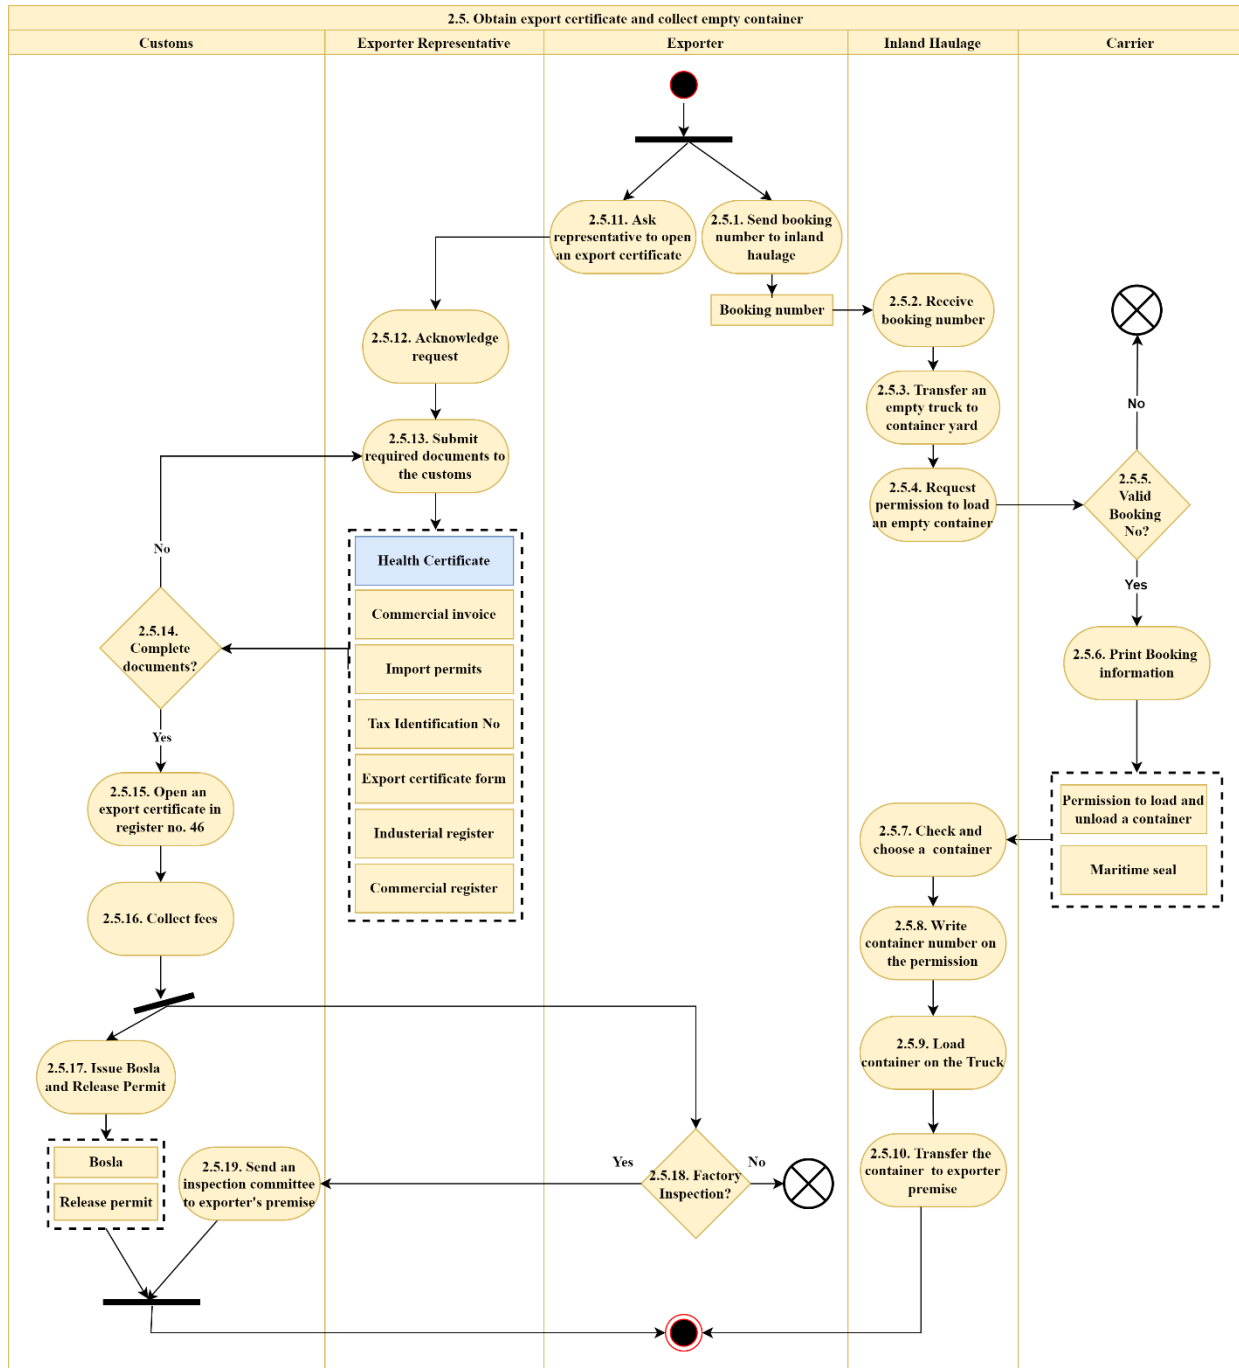 2.5. Obtain export certificate and collect empty container
Customs
Exporter Representative
Exporter
Inland Haulage
Carrier
2.5.11. Ask
representative to open
an export certificate
2.5.1. Send booking
number to inland
haulage
Booking number
2.5.2. Receive
booking number
2.5.12. Acknowledge
request
2.5.3. Transfer an
empty truck to
container yard
No
2.5.13. Submit
required documents to
the customs
2.5.4. Request
permission to load
an empty container
2.5.5.
Valid
Booking
No?
No
Yes
Health Certificate
Commercial invoice
Import permits
Tax Identification No
Export certificate form
Industerial register
Commercial register
2.5.14.
Complete
documents?
Yes
2.5.6. Print Booking
information
2.5.15. Open an
export certificate in
register no. 46
Permission to load and
unload a container
Maritime seal
2.5.7. Check and
choose a container
2.5.16. Collect fees
2.5.8. Write
container number on
the permission
2.5.9. Load
container on the Truck
2.5.17. Issue Bosla
and Release Permit
Bosla
Release permit
2.5.19. Send an
inspection committee
to exporter's premise
Yes
2.5.18. Factory
Inspection?
No
2.5.10. Transfer the
container to exporter
premise